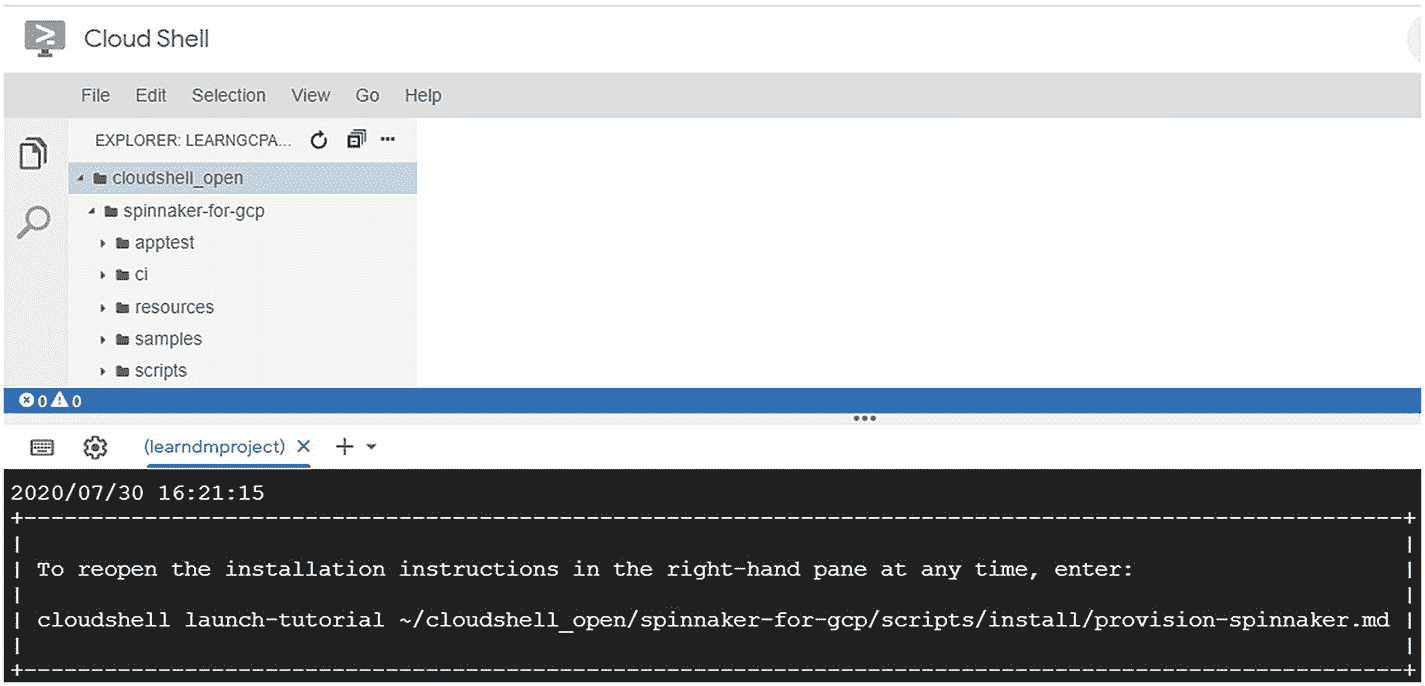 Cloud Shell
File Edit Selection View Go Help
EXPLORER: LEARNGCPA...
cloudshell_open
spinnaker-for-gcp
apptest
ci
resources
samples
scripts
0 0
(learndmproject)
2020/07/30 16:21:15
To reopen the installation instructions in the right-hand pane at any time, enter:
cloudshell launch-tutorial ~/cloudshell_open/spinnaker-for-gcp/scripts/install/provision-spinnaker.md